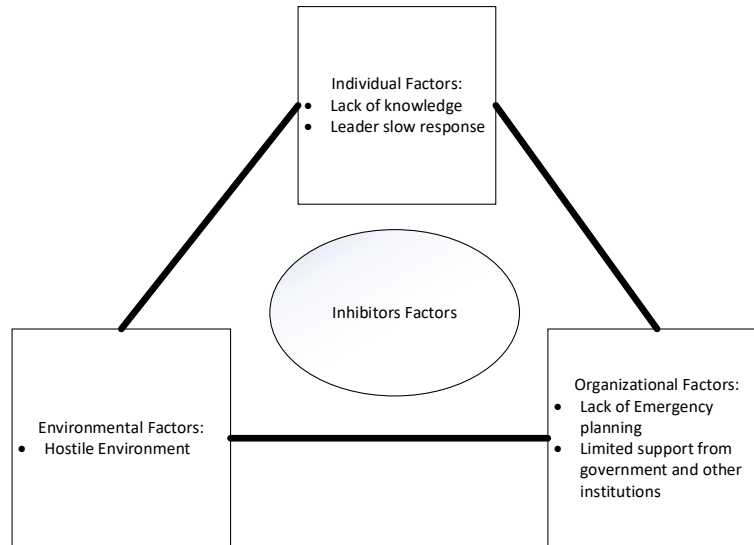 Individual Factors:
• Lack of knowledge
• Leader slow response
Inhibitors Factors
Environmental Factors:
• Hostile Environment
Organizational Factors:
• Lack of Emergency
planning
• Limited support from
government and other
institutions